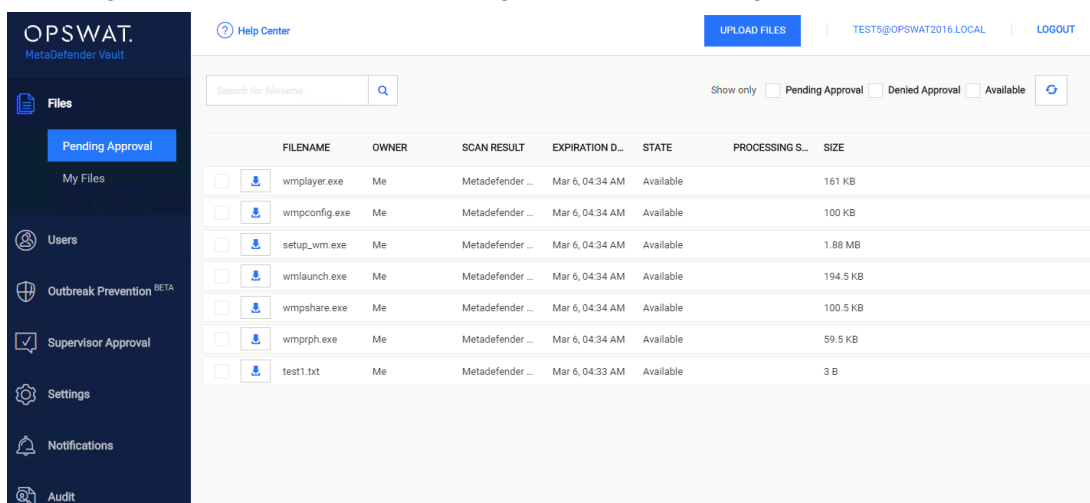 OPSWAT.
MetaDefender Vault
? Help Center
UPLOAD FILES
TEST5@OPSWAT2016.LOCAL
LOGOUT
Files
Pending Approval
My Files
Users
Outbreak Prevention BETA
Supervisor Approval
Settings
Notifications
Audit
Search for filename
Show only Pending Approval Denied Approval Available
FILENAME OWNER SCAN RESULT EXPIRATION D... STATE PROCESSING S... SIZE
wmplayer.exe Me Metadefender ... Mar 6, 04:34 AM Available 161 KB
wmpconfig.exe Me Metadefender ... Mar 6, 04:34 AM Available 100 KB
setup_wm.exe Me Metadefender ... Mar 6, 04:34 AM Available 1.88 MB
wmlaunch.exe Me Metadefender ... Mar 6, 04:34 AM Available 194.5 KB
wmpshare.exe Me Metadefender ... Mar 6, 04:34 AM Available 100.5 KB
wmprph.exe Me Metadefender ... Mar 6, 04:34 AM Available 59.5 KB
test1.txt Me Metadefender ... Mar 6, 04:33 AM Available 3 B